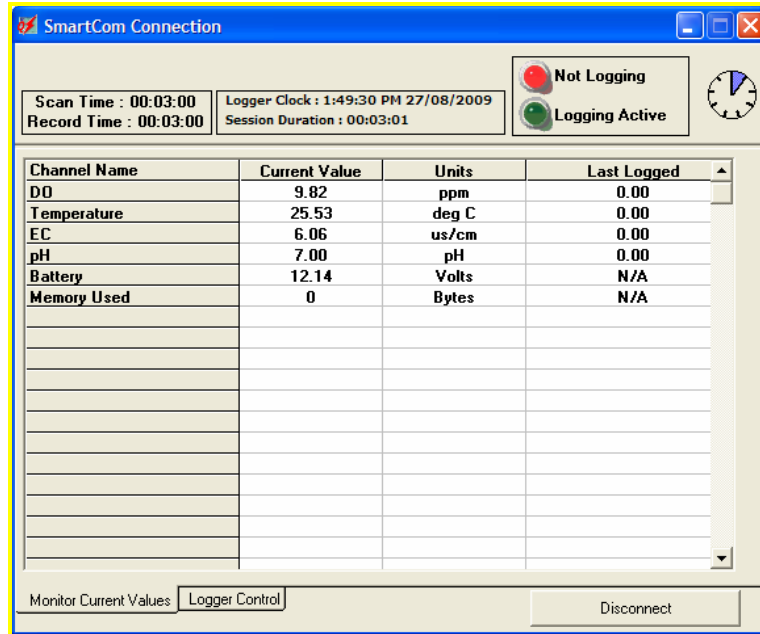 SmartCom Connection
Not Logging
Scan Time : 00:03:00
Record Time : 00:03:00
Logger Clock : 1:49:30 PM 27/08/2009
Session Duration : 00:03:01
Logging Active
Channel Name Current Value Units Last Logged
DO 9.82 ppm 0.00
Temperature 25.53 deg C 0.00
EC 6.06 us/cm 0.00
pH 7.00 pH 0.00
Battery 12.14 Volts N/A
Memory Used 0 Bytes N/A
Monitor Current Values Logger Control Disconnect